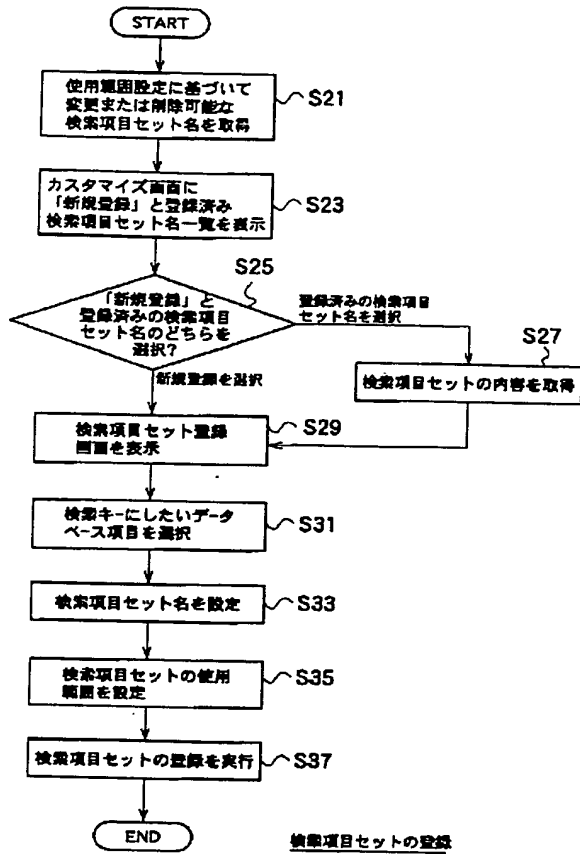 START
使用範囲設定に基づいて
変更または削除可能な
検索項目セット名を取得
S21
カスタマイズ画面に
「新規登録」と登録済み
検索項目セット名一覧を表示
S23
S25
「新規登録」と
登録済みの検索項目
セット名のどちらを
選択?
登録済みの検索項目
セット名を選択
新規登録を選択
S27
検索項目セットの内容を取得
検索項目セット登録
画面を表示
S29
検索キーにしたいデータ
ベース項目を選択
S31
検索項目セット名を設定
S33
検索項目セットの使用
範囲を設定
S35
検索項目セットの登録を実行
S37
END
検索項目セットの登録